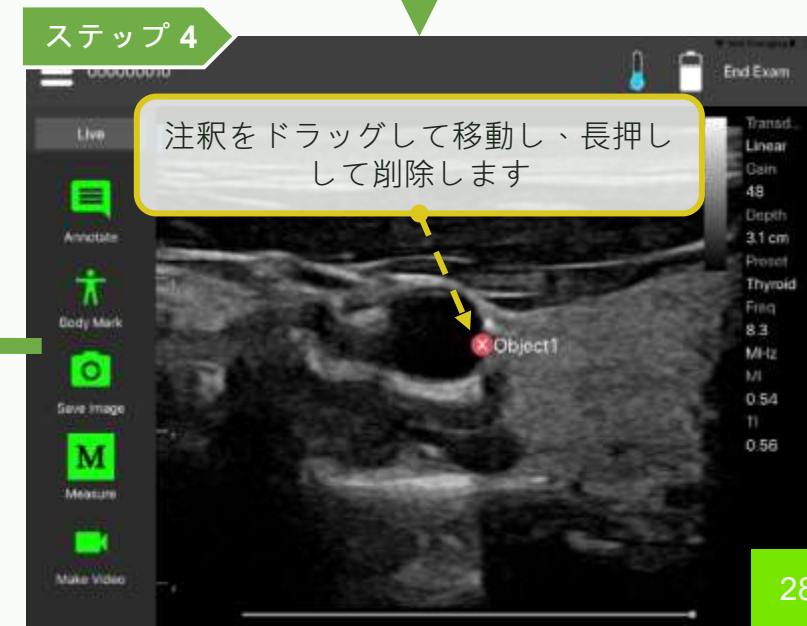 ステップ 4
000000010
End Exam
Live
注釈をドラッグして移動し、長押し
して削除します
Annotate
Body Mark
Save Image
Measure
Make Video
Object1
Transd..
Linear
Gain
48
Depth
3.1 cm
Preset
Thyroid
Freq
8.3
MHz
MI
0.54
TI
0.56
28